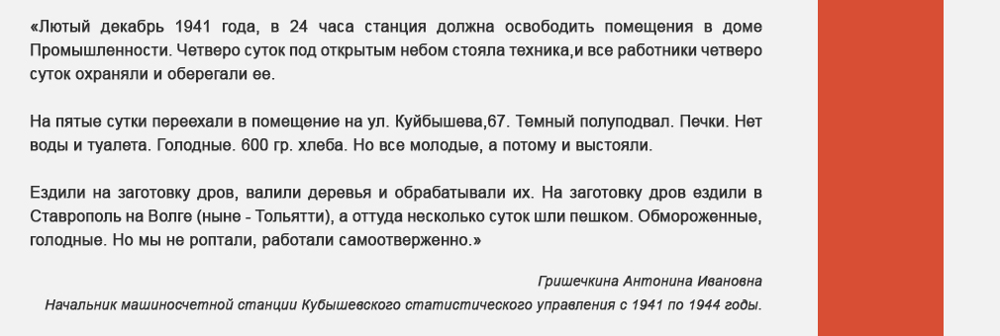 «Лютый декабрь 1941 года, в 24 часа станция должна освободить помещения в доме
Промышленности. Четверо суток под открытым небом стояла техника,и все работники четверо
суток охраняли и оберегали ее.
На пятые сутки переехали в помещение на ул. Куйбышева,67. Темный полуподвал. Печки. Нет
воды и туалета. Голодные. 600 гр. хлеба. Но все молодые, а потому и выстояли.
Ездили на заготовку дров, валили деревья и обрабатывали их. На заготовку дров ездили в
Ставрополь на Волге (ныне - Тольятти), а оттуда несколько суток шли пешком. Обмороженные,
голодные. Но мы не роптали, работали самоотверженно.»
Гришечкина Антонина Ивановна
Начальник машиносчетной станции Кубышевского статистического управления с 1941 по 1944 годы.